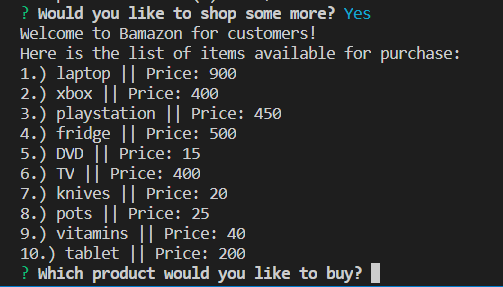 ? Would you like to shop some more? Yes
Welcome to Bamazon for customers!
Here is the list of items available for purchase:
1.) laptop || Price: 900
2.) xbox || Price: 400
3.) playstation || Price: 450
4.) fridge || Price: 500
5.) DVD || Price: 15
6.) TV || Price: 400
7.) knives || Price: 20
8.) pots || Price: 25
9.) vitamins || Price: 40
10.) tablet || Price: 200
? Which product would you like to buy?